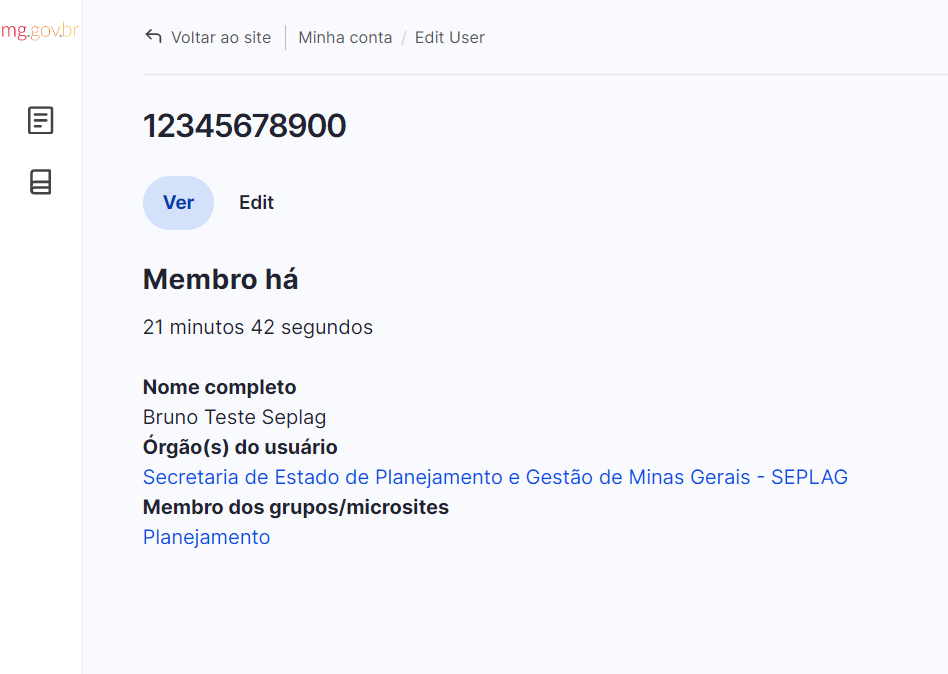 mg.gov.br
Voltar ao site Minha conta / Edit User
12345678900
Ver Edit
Membro há
21 minutos 42 segundos
Nome completo
Bruno Teste Seplag
Órgão(s) do usuário
Secretaria de Estado de Planejamento e Gestão de Minas Gerais - SEPLAG
Membro dos grupos/microsites
Planejamento